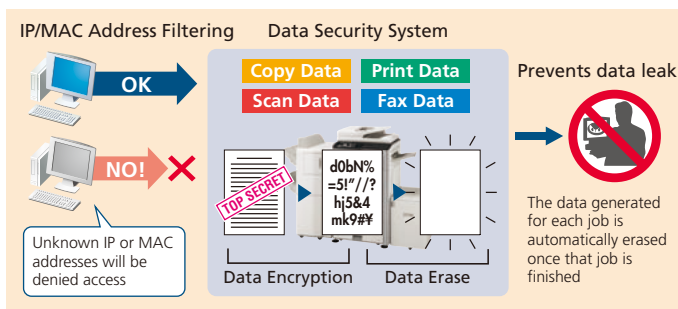 IP/MAC Address Filtering
Data Security System
OK
NO!
Unknown IP or MAC
addresses will be
denied access
Copy Data
Print Data
Scan Data
Fax Data
TOP SECRET
d0bN%
=5!"//?
hj5&4
mk9#¥
Data Encryption
Data Erase
Prevents data leak
The data generated
for each job is
automatically erased
once that job is
finished